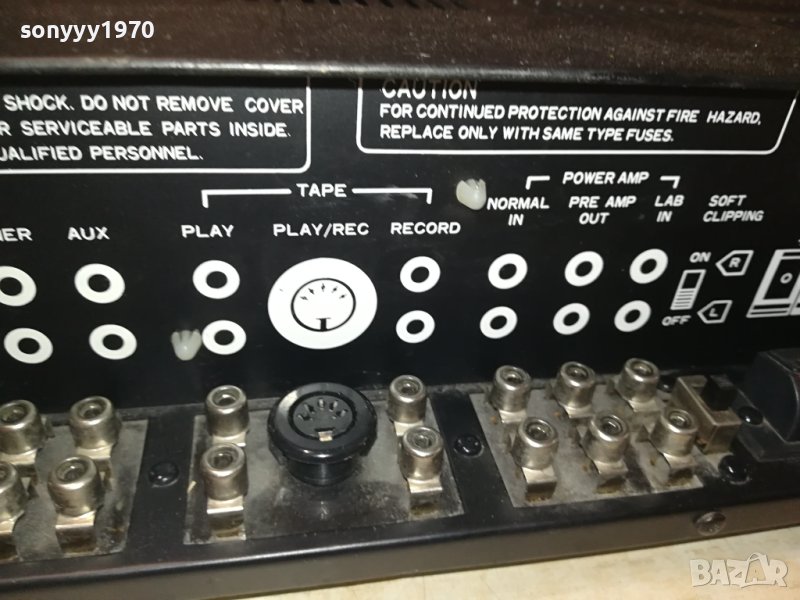 sonyyy1970
SHOCK. DO NOT REMOVE COVER
SERVICEABLE PARTS INSIDE.
PERSONNEL.
CAUTION
FOR CONTINUED PROTECTION AGAINST FIRE HAZARD,
REPLACE ONLY WITH SAME TYPE FUSES.
TAPE
POWER AMP
AUX
PLAY
PLAY/REC
RECORD
NORMAL IN
PRE AMP OUT
LAB IN
SOFT CLIPPING
ON
R
OFF
L
BAZAR